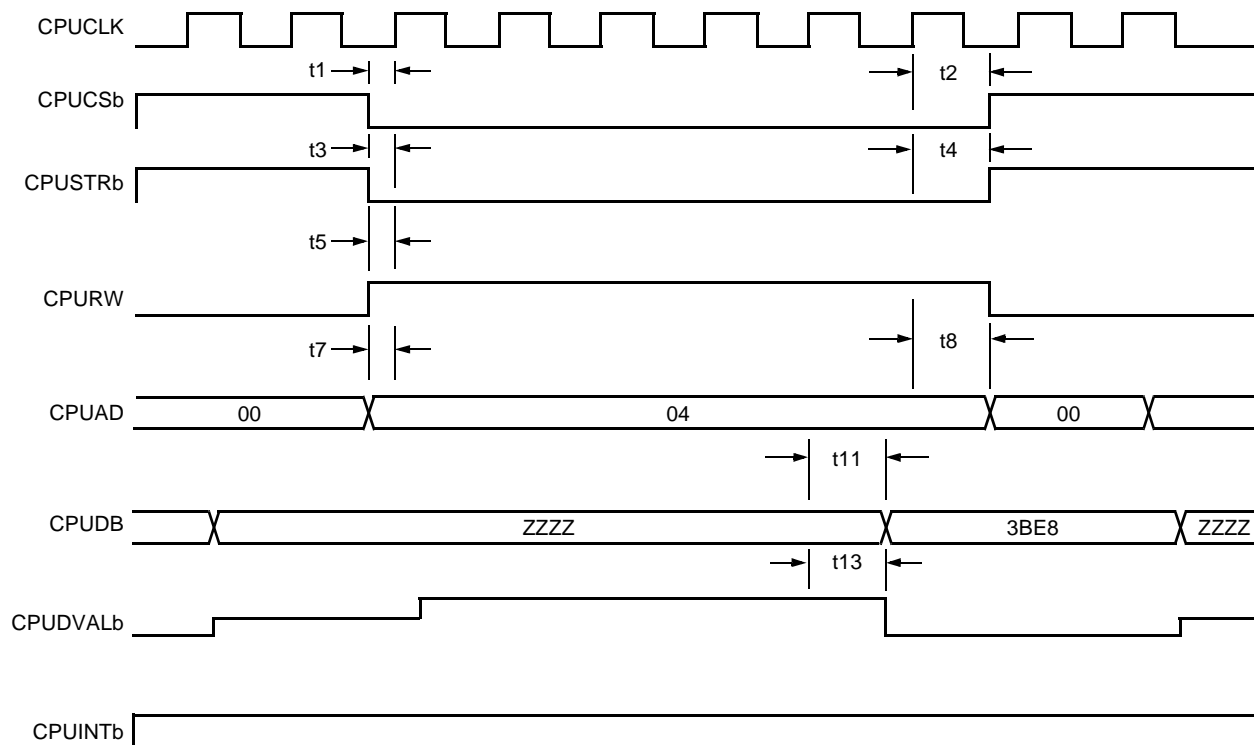 CPUCLK
t1
t2
CPUCSb
t3
t4
CPUSTRb
t5
CPURW
t7
t8
CPUAD
00
04
00
t11
CPUDB
ZZZZ
3BE8
ZZZZ
t13
CPUDVALb
CPUINTb